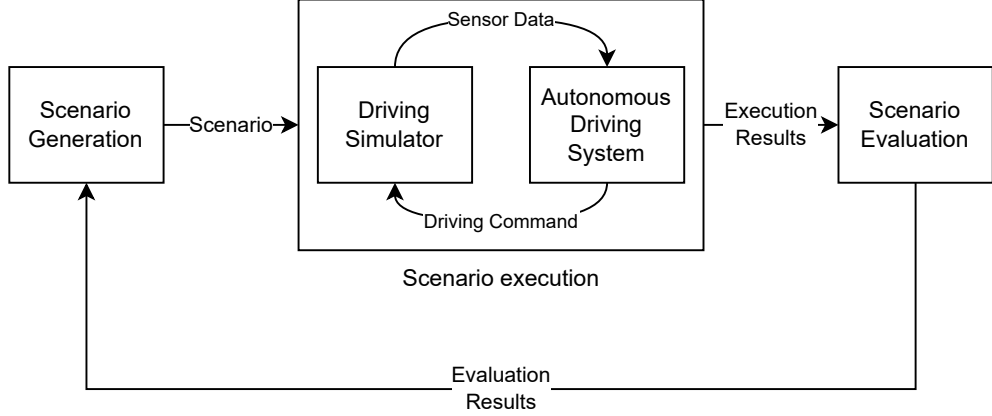 Sensor Data
Scenario
Generation
Scenario
Driving
Simulator
Autonomous
Driving
System
Execution
Results
Scenario
Evaluation
Driving Command
Scenario execution
Evaluation
Results